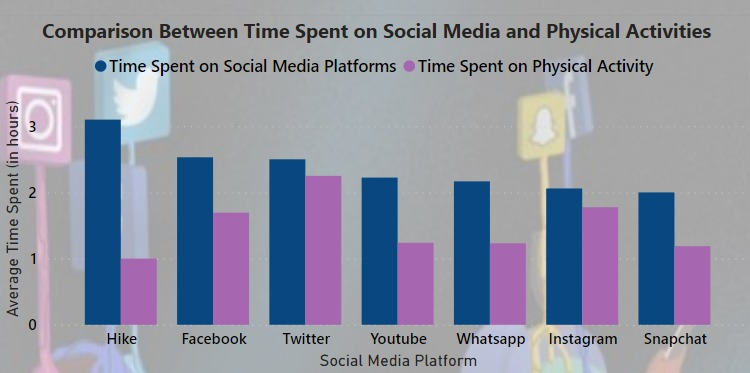 Comparison Between Time Spent on Social Media and Physical Activities
Time Spent on Social Media Platforms Time Spent on Physical Activity
Average Time Spent (in hours)
3
2
1
0
Hike Facebook Twitter Youtube Whatsapp Instagram Snapchat
Social Media Platform